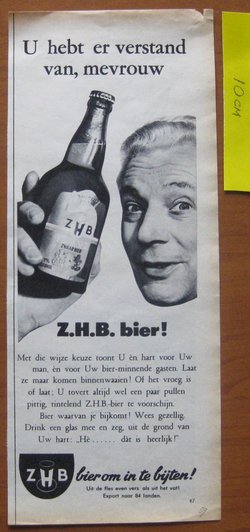 U hebt er verstand
van, mevrouw
10 cm
ZHB
Z.H.B. bier!
Met die wijze keuze toont U èn hart voor Uw
man, èn voor Uw bier-minnende gasten. Laat
ze maar komen binnenwaaien! Of het vroeg is
of laat; U tovert altijd wel een paar pullen
pittig, tintelend Z.H.B.-bier te voorschijn.
Bier waarvan je bijkomt! Wees gezellig.
Drink een glas mee en zeg, uit de grond van
Uw hart: „Hè...... dàt is heerlijk!”
ZHB
bier om in te bijten!
Uit de fles even vers als uit het vat!
Export naar 84 landen.
67